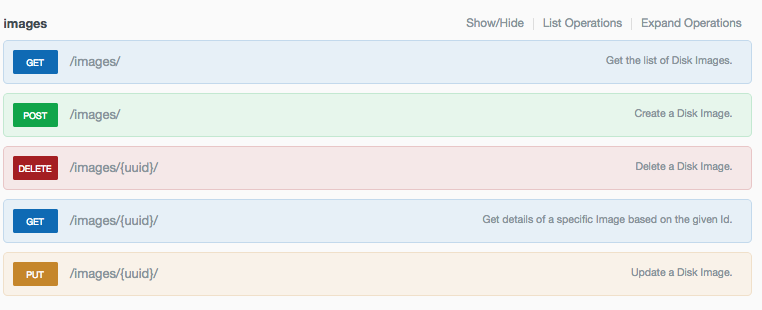 images Show/Hide List Operations Expand Operations
GET /images/ Get the list of Disk Images.
POST /images/ Create a Disk Image.
DELETE /images/{uuid}/ Delete a Disk Image.
GET /images/{uuid}/ Get details of a specific Image based on the given Id.
PUT /images/{uuid}/ Update a Disk Image.